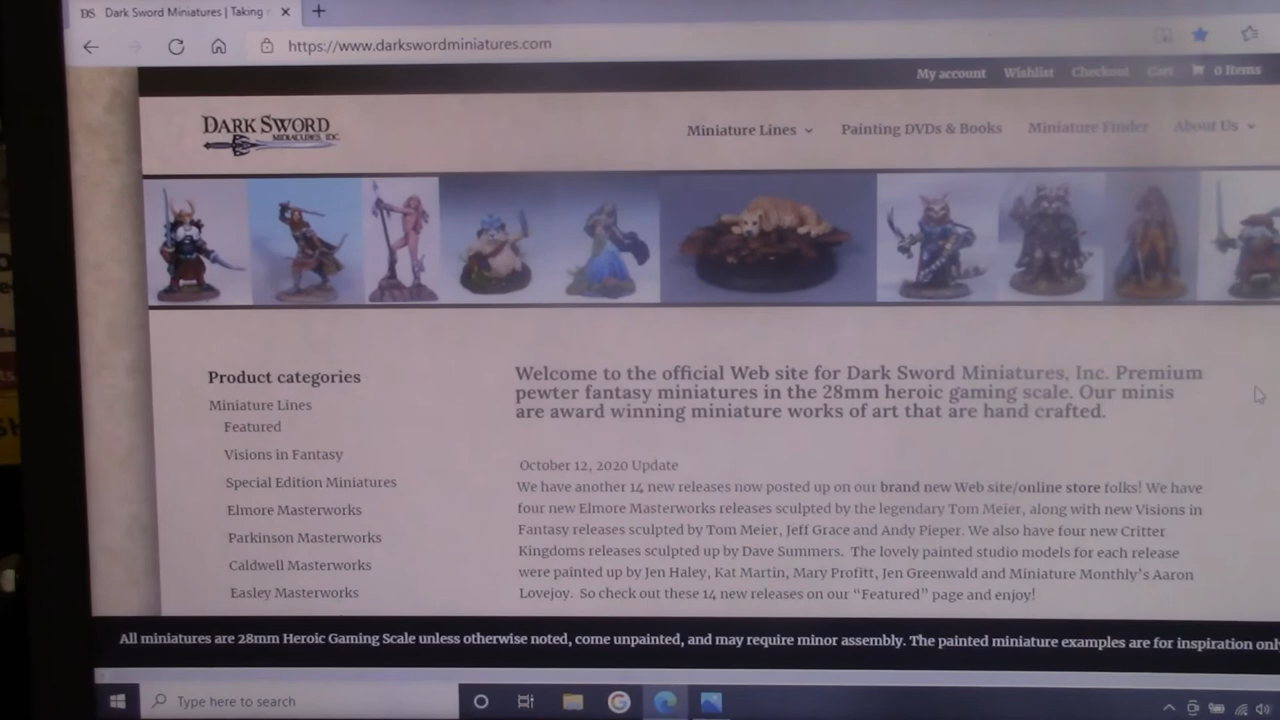 DS Dark Sword Miniatures | Taking
https://www.darkswordminiatures.com
My account Wishlist Checkout Cart 0 Items
DARK SWORD
MINIATURES, INC.
Miniature Lines Painting DVDs & Books Miniature Finder About Us
Product categories
Miniature Lines
Featured
Visions in Fantasy
Special Edition Miniatures
Elmore Masterworks
Parkinson Masterworks
Caldwell Masterworks
Easley Masterworks
Welcome to the official Web site for Dark Sword Miniatures, Inc. Premium
pewter fantasy miniatures in the 28mm heroic gaming scale. Our minis
are award winning miniature works of art that are hand crafted.
October 12, 2020 Update
We have another 14 new releases now posted up on our brand new Web site/online store folks! We have
four new Elmore Masterworks releases sculpted by the legendary Tom Meier, along with new Visions in
Fantasy releases sculpted by Tom Meier, Jeff Grace and Andy Pieper. We also have four new Critter
Kingdoms releases sculpted up by Dave Summers. The lovely painted studio models for each release
were painted up by Jen Haley, Kat Martin, Mary Profitt, Jen Greenwald and Miniature Monthly's Aaron
Lovejoy. So check out these 14 new releases on our “Featured” page and enjoy!
All miniatures are 28mm Heroic Gaming Scale unless otherwise noted, come unpainted, and may require minor assembly. The painted miniature examples are for inspiration onl
Type here to search